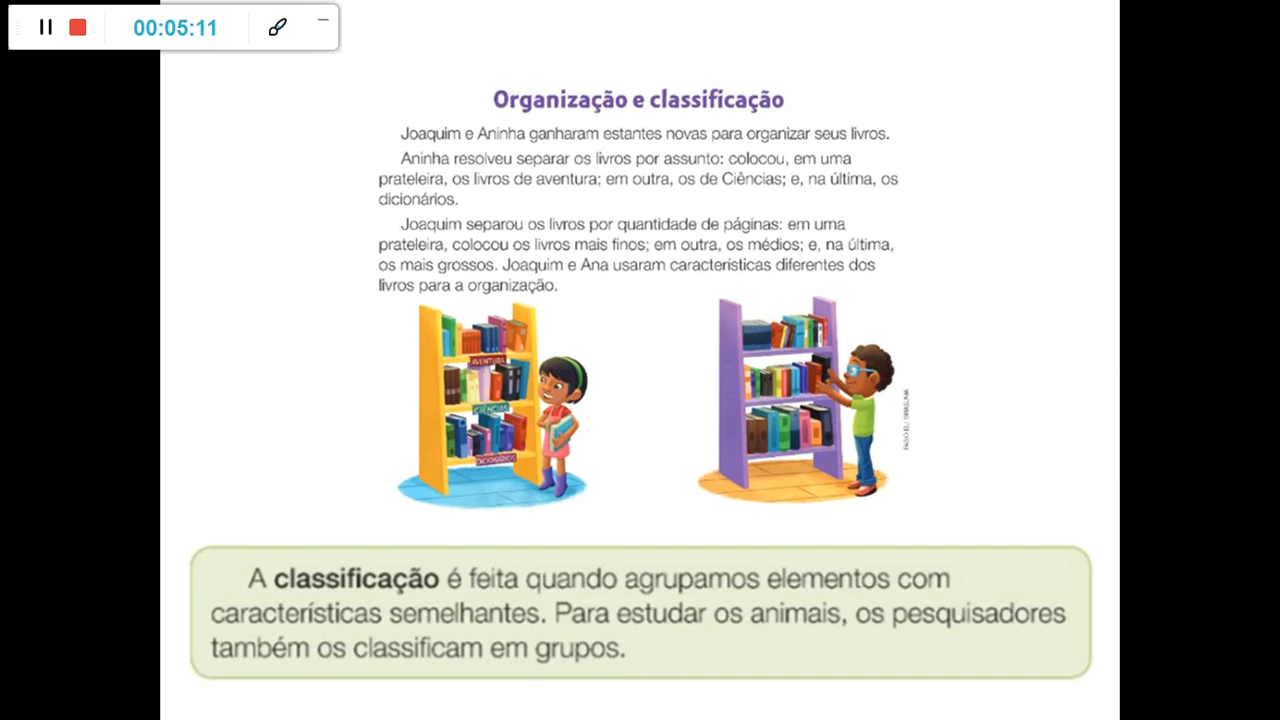 00:05:11
Organização e classificação
Joaquim e Aninha ganharam estantes novas para organizar seus livros.
Aninha resolveu separar os livros por assunto: colocou, em uma
prateleira, os livros de aventura; em outra, os de Ciências; e, na última, os
dicionários.
Joaquim separou os livros por quantidade de páginas: em uma
prateleira, colocou os livros mais finos; em outra, os médios; e, na última,
os mais grossos. Joaquim e Ana usaram características diferentes dos
livros para a organização.
AVENTURA
CIÊNCIAS
DICIONÁRIOS
A classificação é feita quando agrupamos elementos com
características semelhantes. Para estudar os animais, os pesquisadores
também os classificam em grupos.